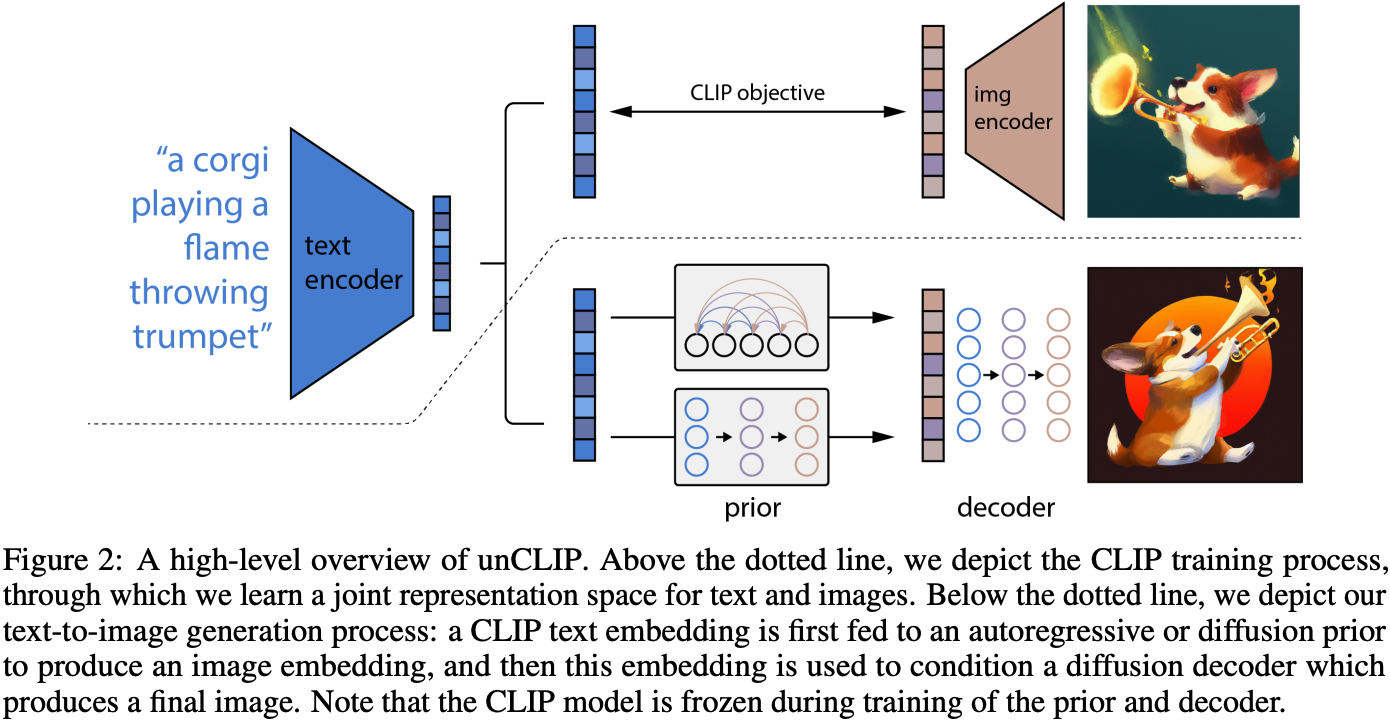 “a corgi
playing a
flame
throwing
trumpet”
text
encoder
CLIP objective
img
encoder
prior
decoder
Figure 2: A high-level overview of unCLIP. Above the dotted line, we depict the CLIP training process,
through which we learn a joint representation space for text and images. Below the dotted line, we depict our
text-to-image generation process: a CLIP text embedding is first fed to an autoregressive or diffusion prior
to produce an image embedding, and then this embedding is used to condition a diffusion decoder which
produces a final image. Note that the CLIP model is frozen during training of the prior and decoder.